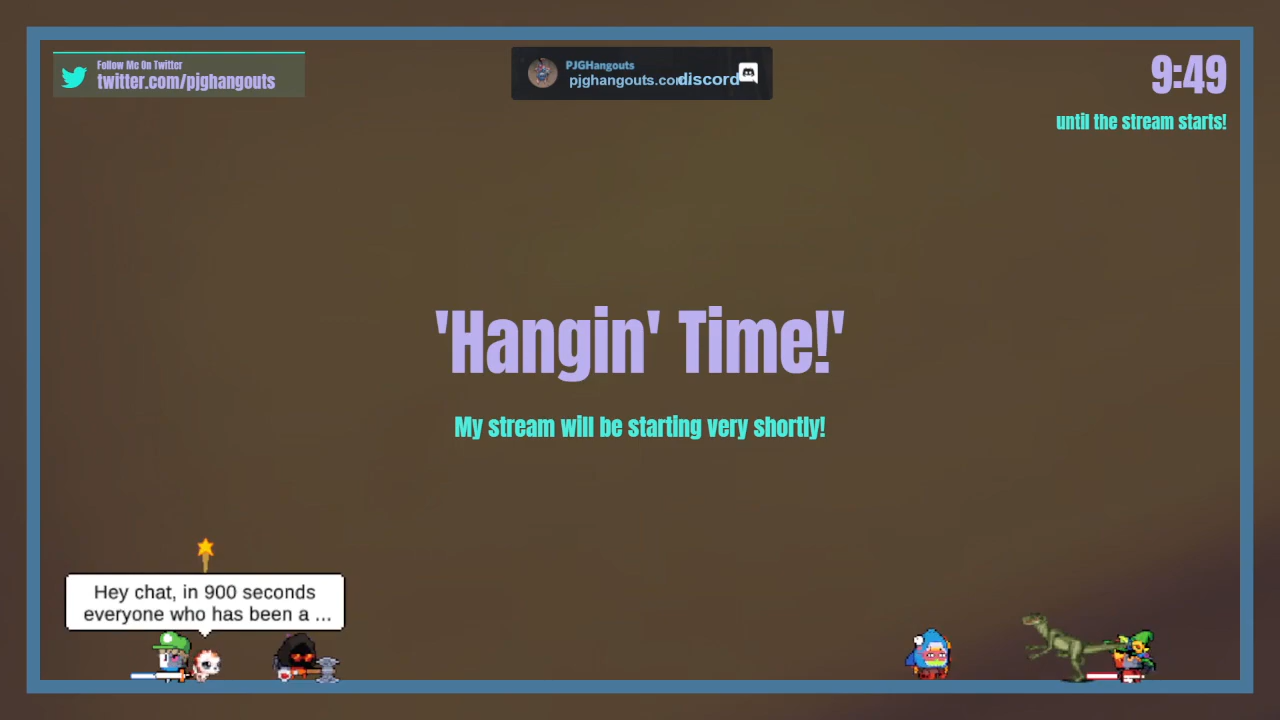 Follow Me On Twitter
twitter.com/pjghangouts
PJGHangouts
pjghangouts.com/discord
9:49
until the stream starts!
'Hangin' Time!'
My stream will be starting very shortly!
Hey chat, in 900 seconds
everyone who has been a ...